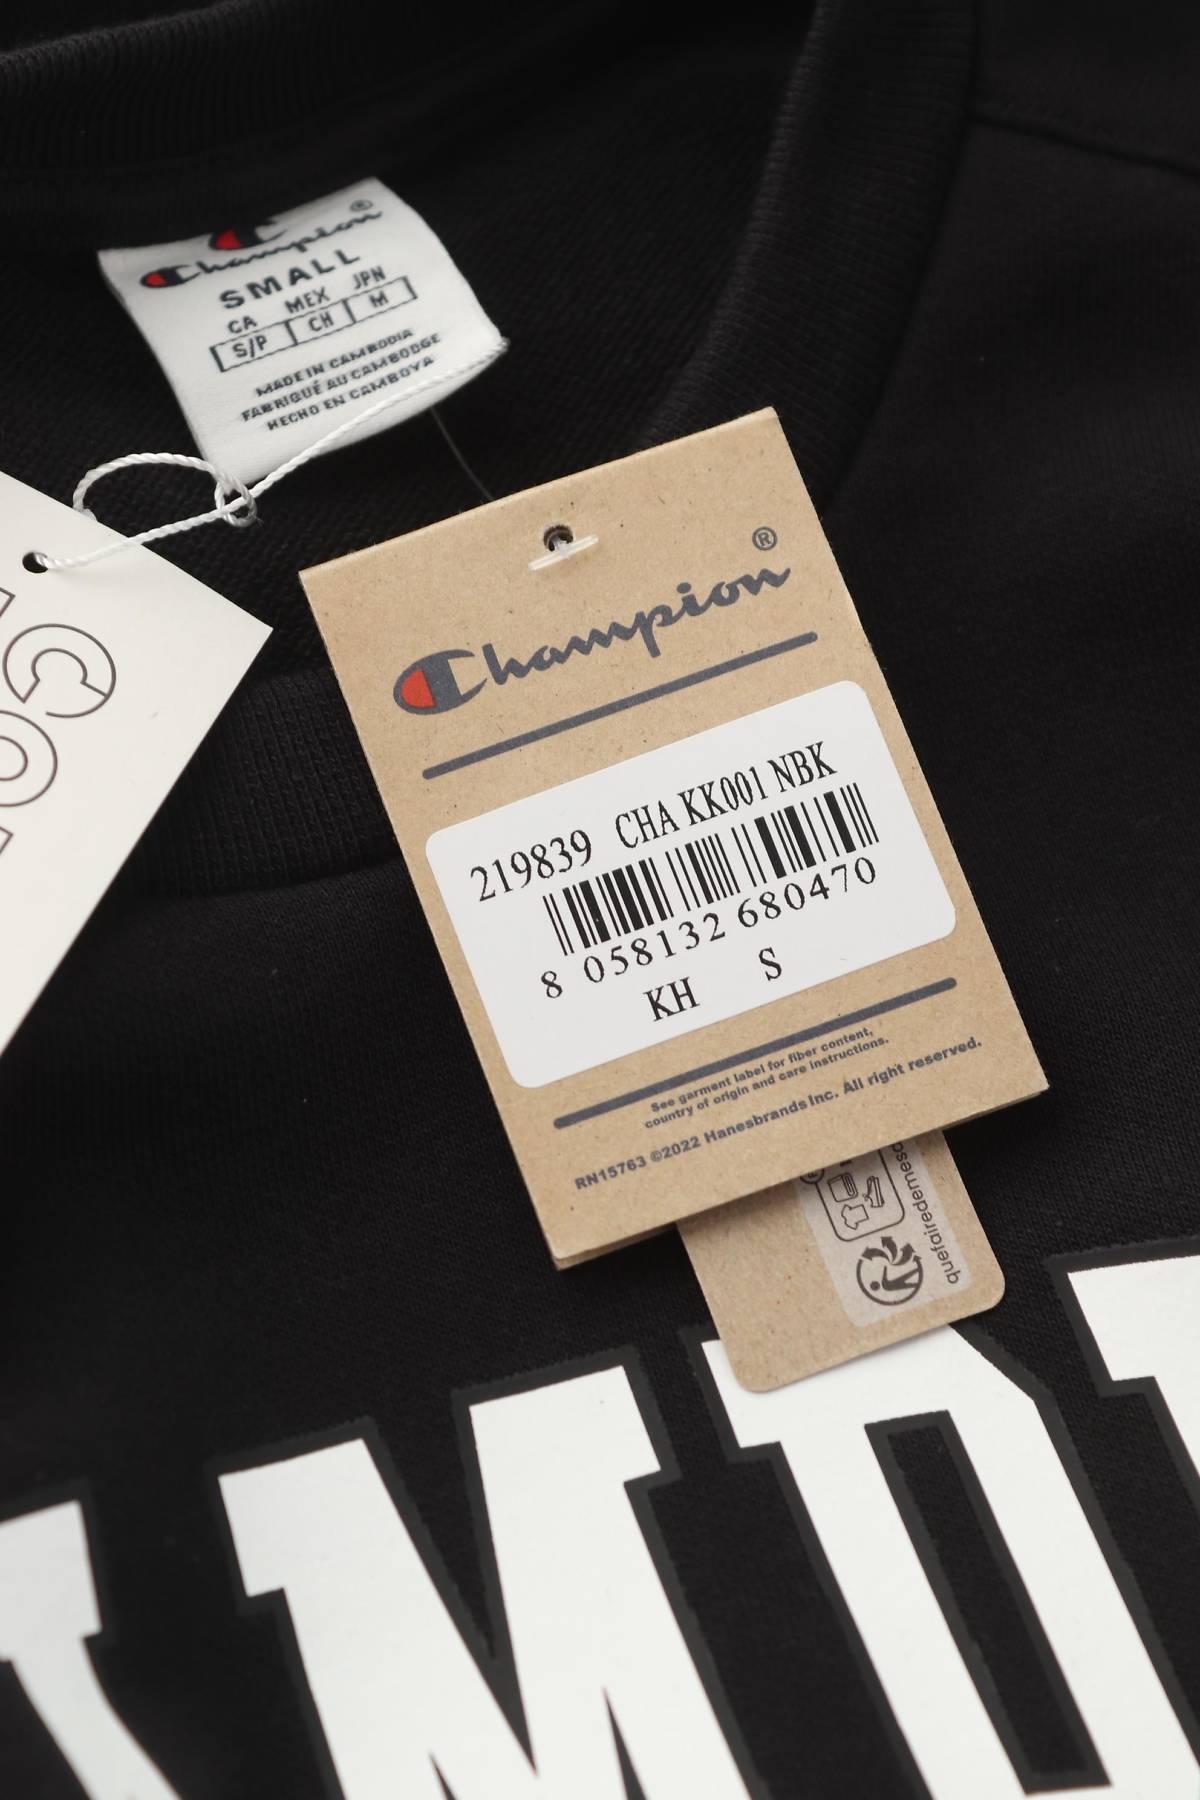 Champion®
SMALL
CA MEX JPN
S/P CH M
MADE IN CAMBODIA
FABRIQUÉ AU CAMBODGE
HECHO EN CAMBOYA
Champion®
219839 CHA KK001 NBK
8 058132 680470
KH S
See garment label for fiber content,
country of origin and care instructions.
RN15763 ©2022 Hanesbrands Inc. All right reserved.